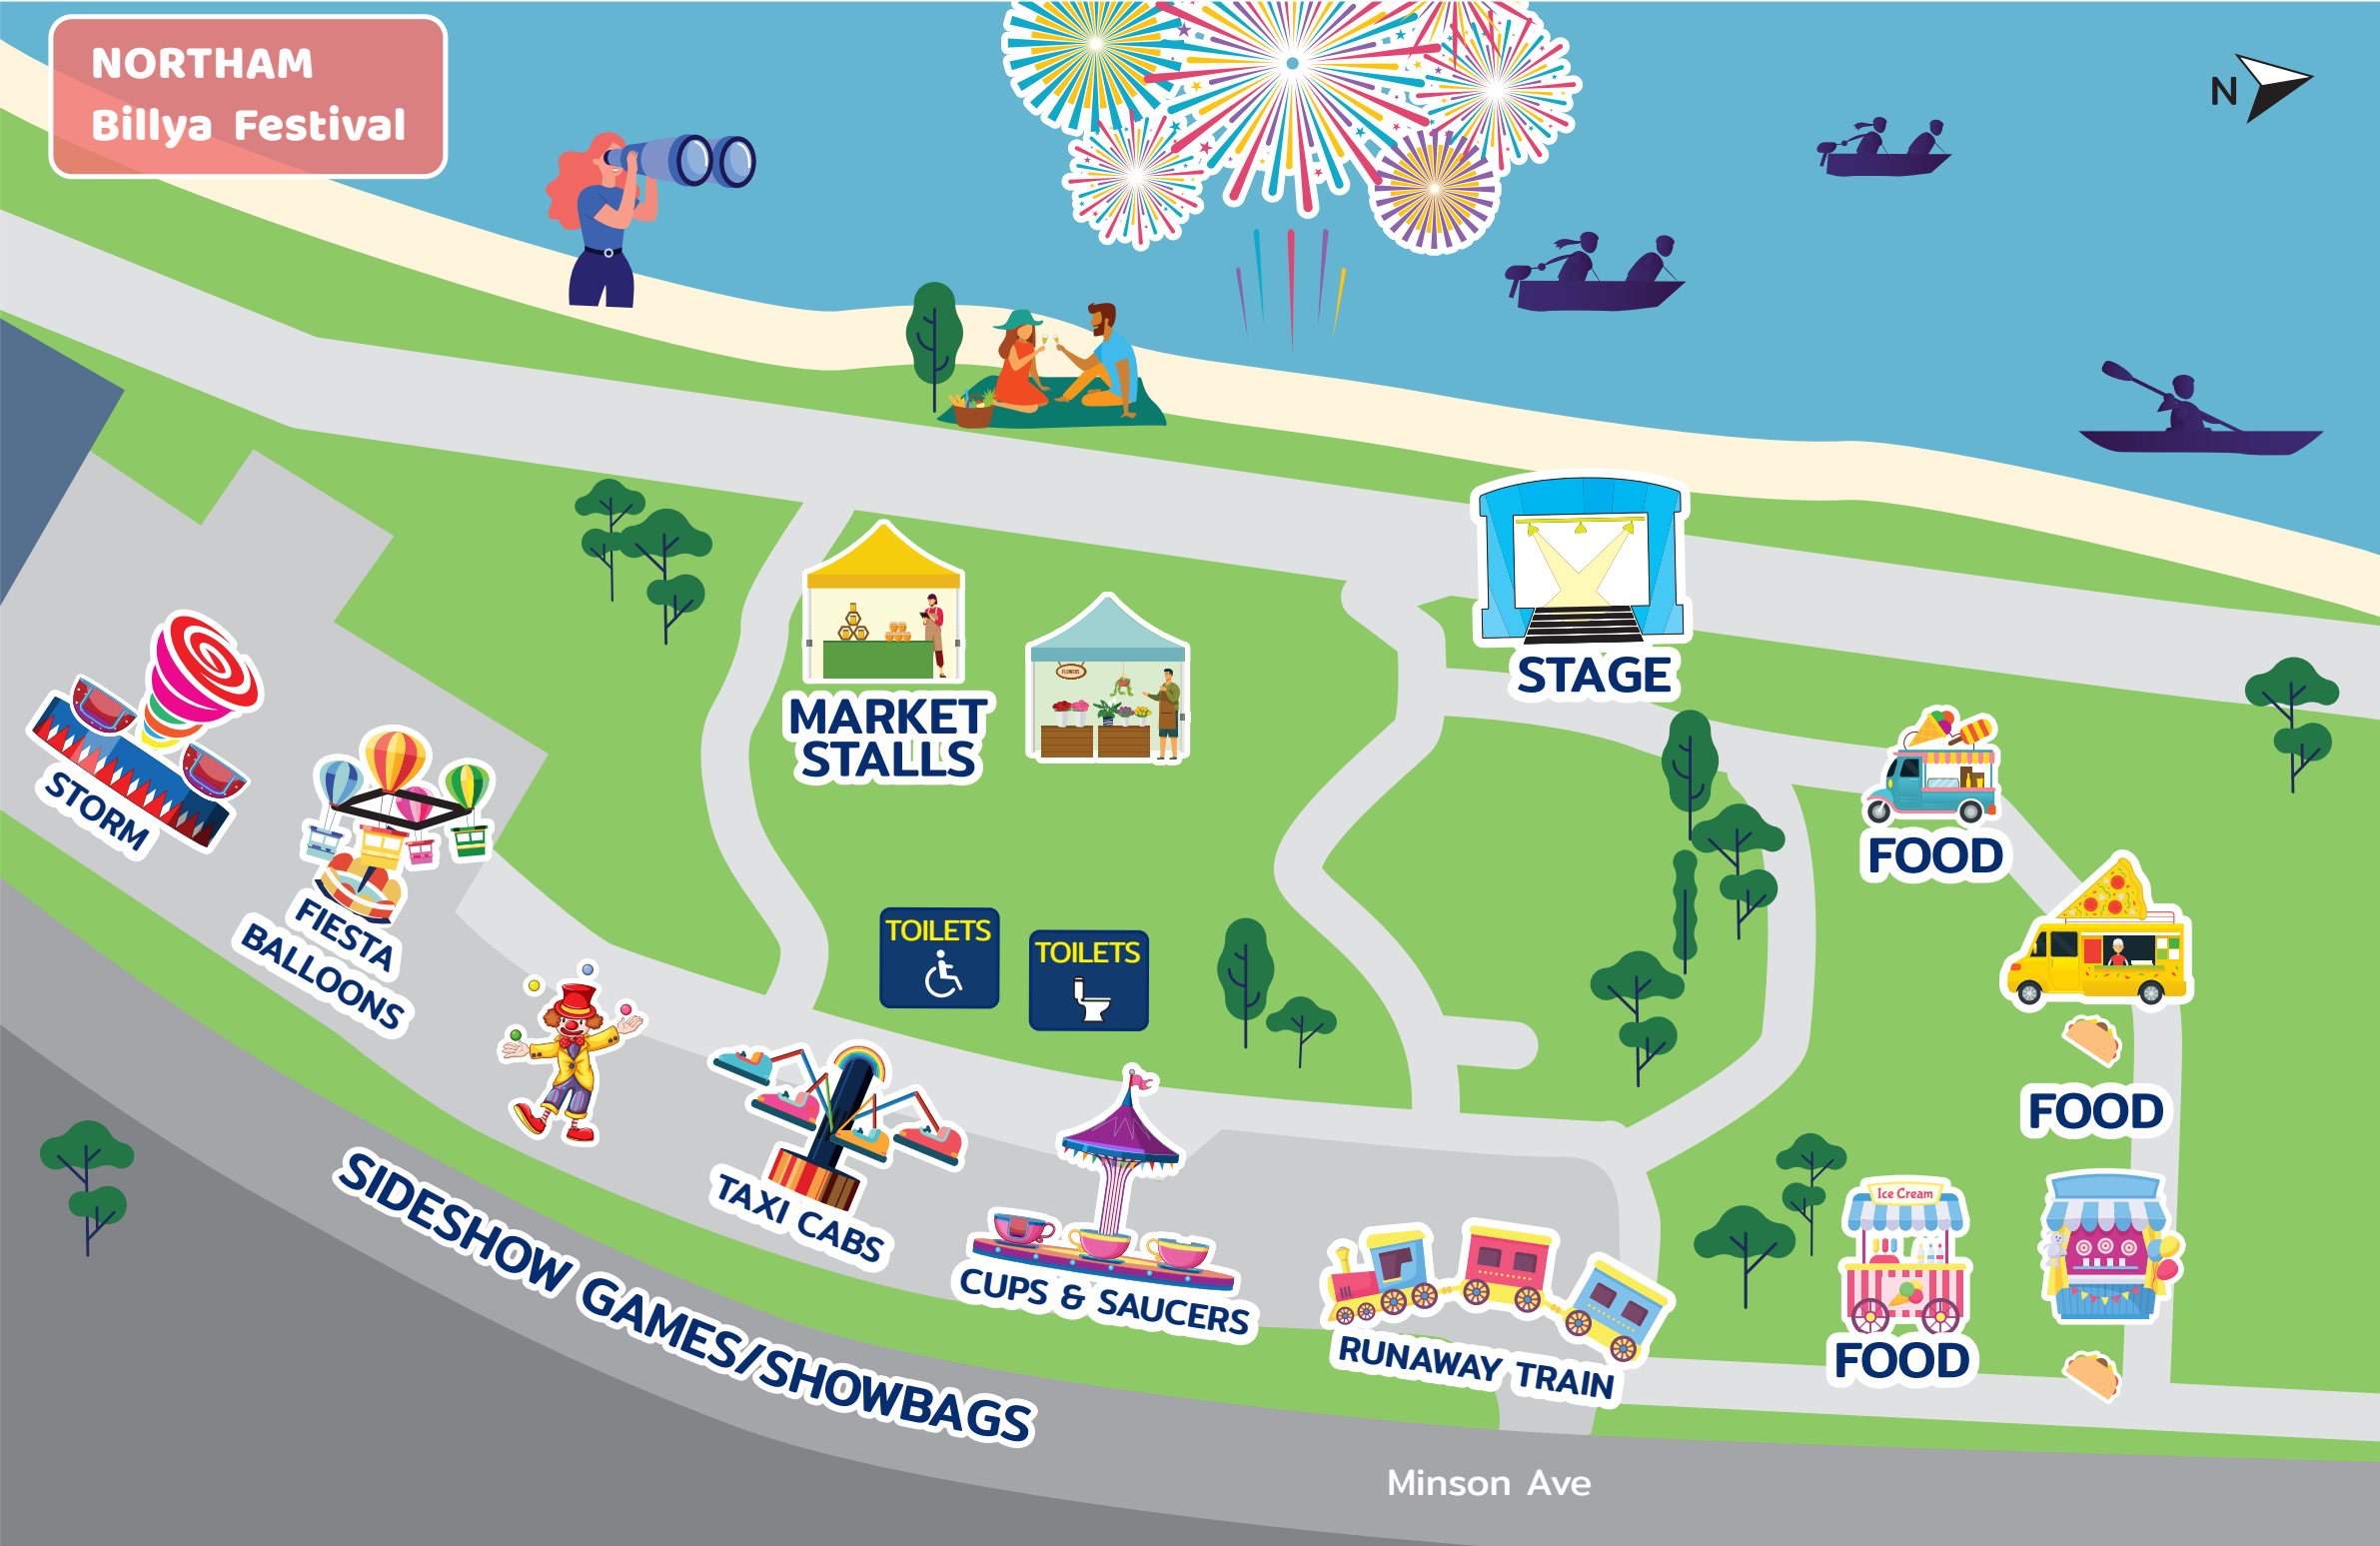 NORTHAM
Billya Festival
N
STAGE
FLOWERS
MARKET
STALLS
FOOD
STORM
FIESTA
BALLOONS
TOILETS
TOILETS
FOOD
TAXI CABS
Ice Cream
CUPS & SAUCERS
FOOD
RUNAWAY TRAIN
SIDESHOW GAMES/SHOWBAGS
Minson Ave